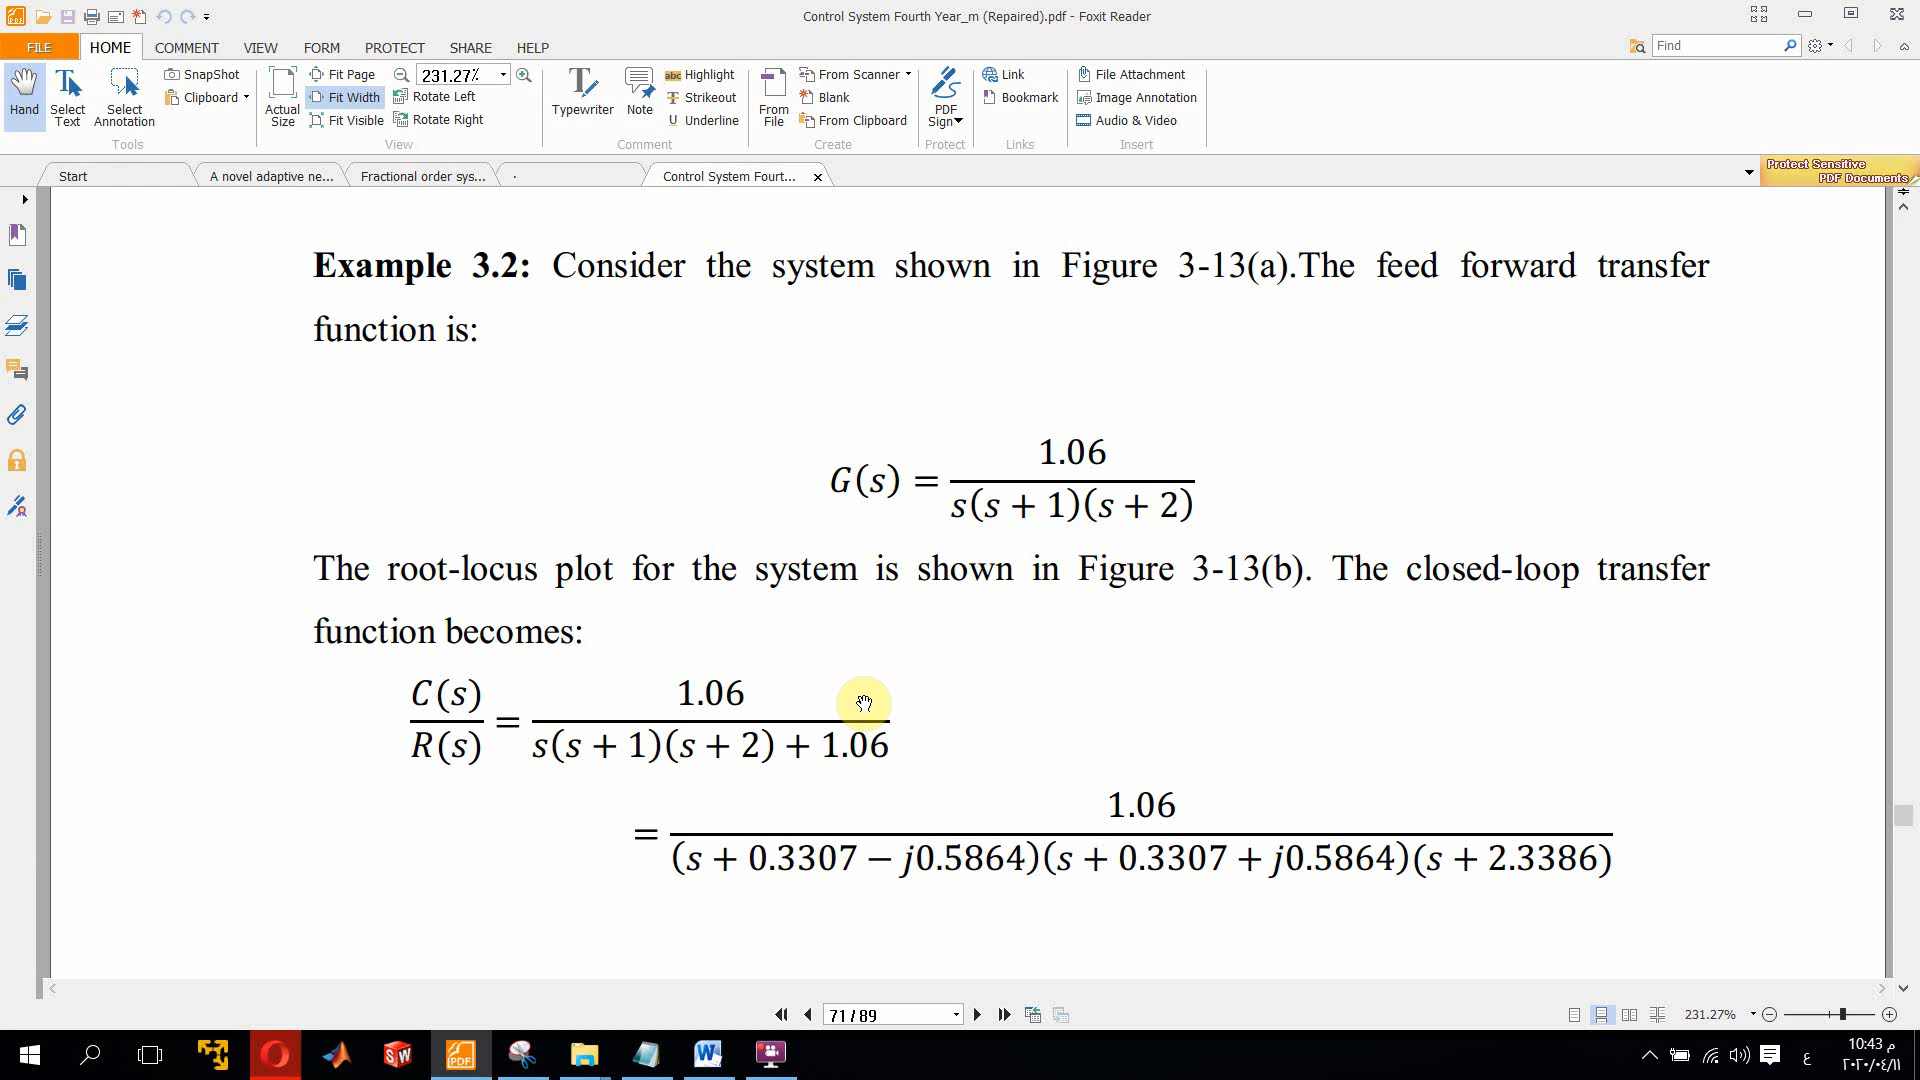 Control System Fourth Year_m (Repaired).pdf - Foxit Reader
FILE HOME COMMENT VIEW FORM PROTECT SHARE HELP
Find
Hand
Select Text
Select Annotation
SnapShot
Clipboard
Tools
Actual Size
Fit Page
Fit Width
Fit Visible
231.27%
Rotate Left
Rotate Right
View
Typewriter
Note
Highlight
Strikeout
Underline
Comment
From File
From Scanner
Blank
From Clipboard
Create
PDF Sign
Protect
Link
Bookmark
Links
File Attachment
Image Annotation
Audio & Video
Insert
Start
A novel adaptive ne...
Fractional order sys...
.
Control System Fourt...
Protect Sensitive
PDF Documents
Example 3.2: Consider the system shown in Figure 3-13(a).The feed forward transfer
function is:
G(s) = 1.06 / s(s + 1)(s + 2)
The root-locus plot for the system is shown in Figure 3-13(b). The closed-loop transfer
function becomes:
C(s) / R(s) = 1.06 / s(s + 1)(s + 2) + 1.06
= 1.06 / (s + 0.3307 − j0.5864)(s + 0.3307 + j0.5864)(s + 2.3386)
71 / 89
231.27%
PDF
ع
م 10:43
٢٠٢٠/٠٤/١١